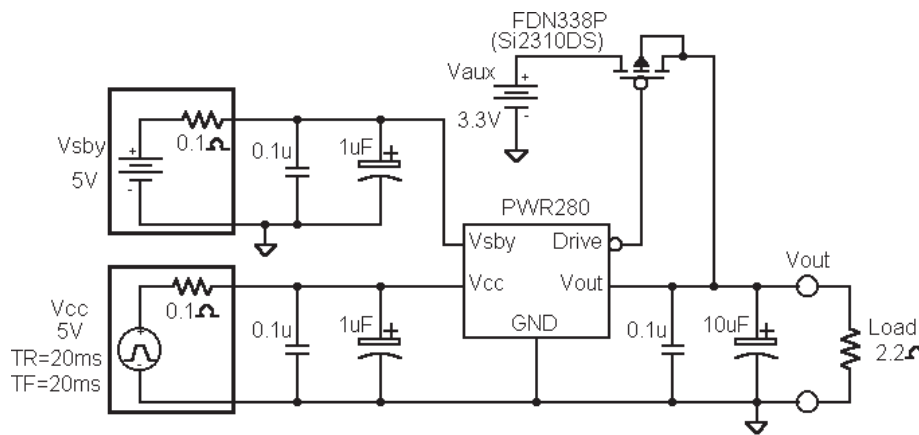 FDN338P
(Si2310DS)
Vaux
+
3.3V
-
Vsby
5V
+
-
0.1Ω
0.1u
1uF
+
PWR280
Vsby
Drive
Vcc
Vout
GND
Vcc
5V
TR=20ms
TF=20ms
+
-
0.1Ω
0.1u
1uF
+
0.1u
10uF
+
Vout
Load
2.2Ω